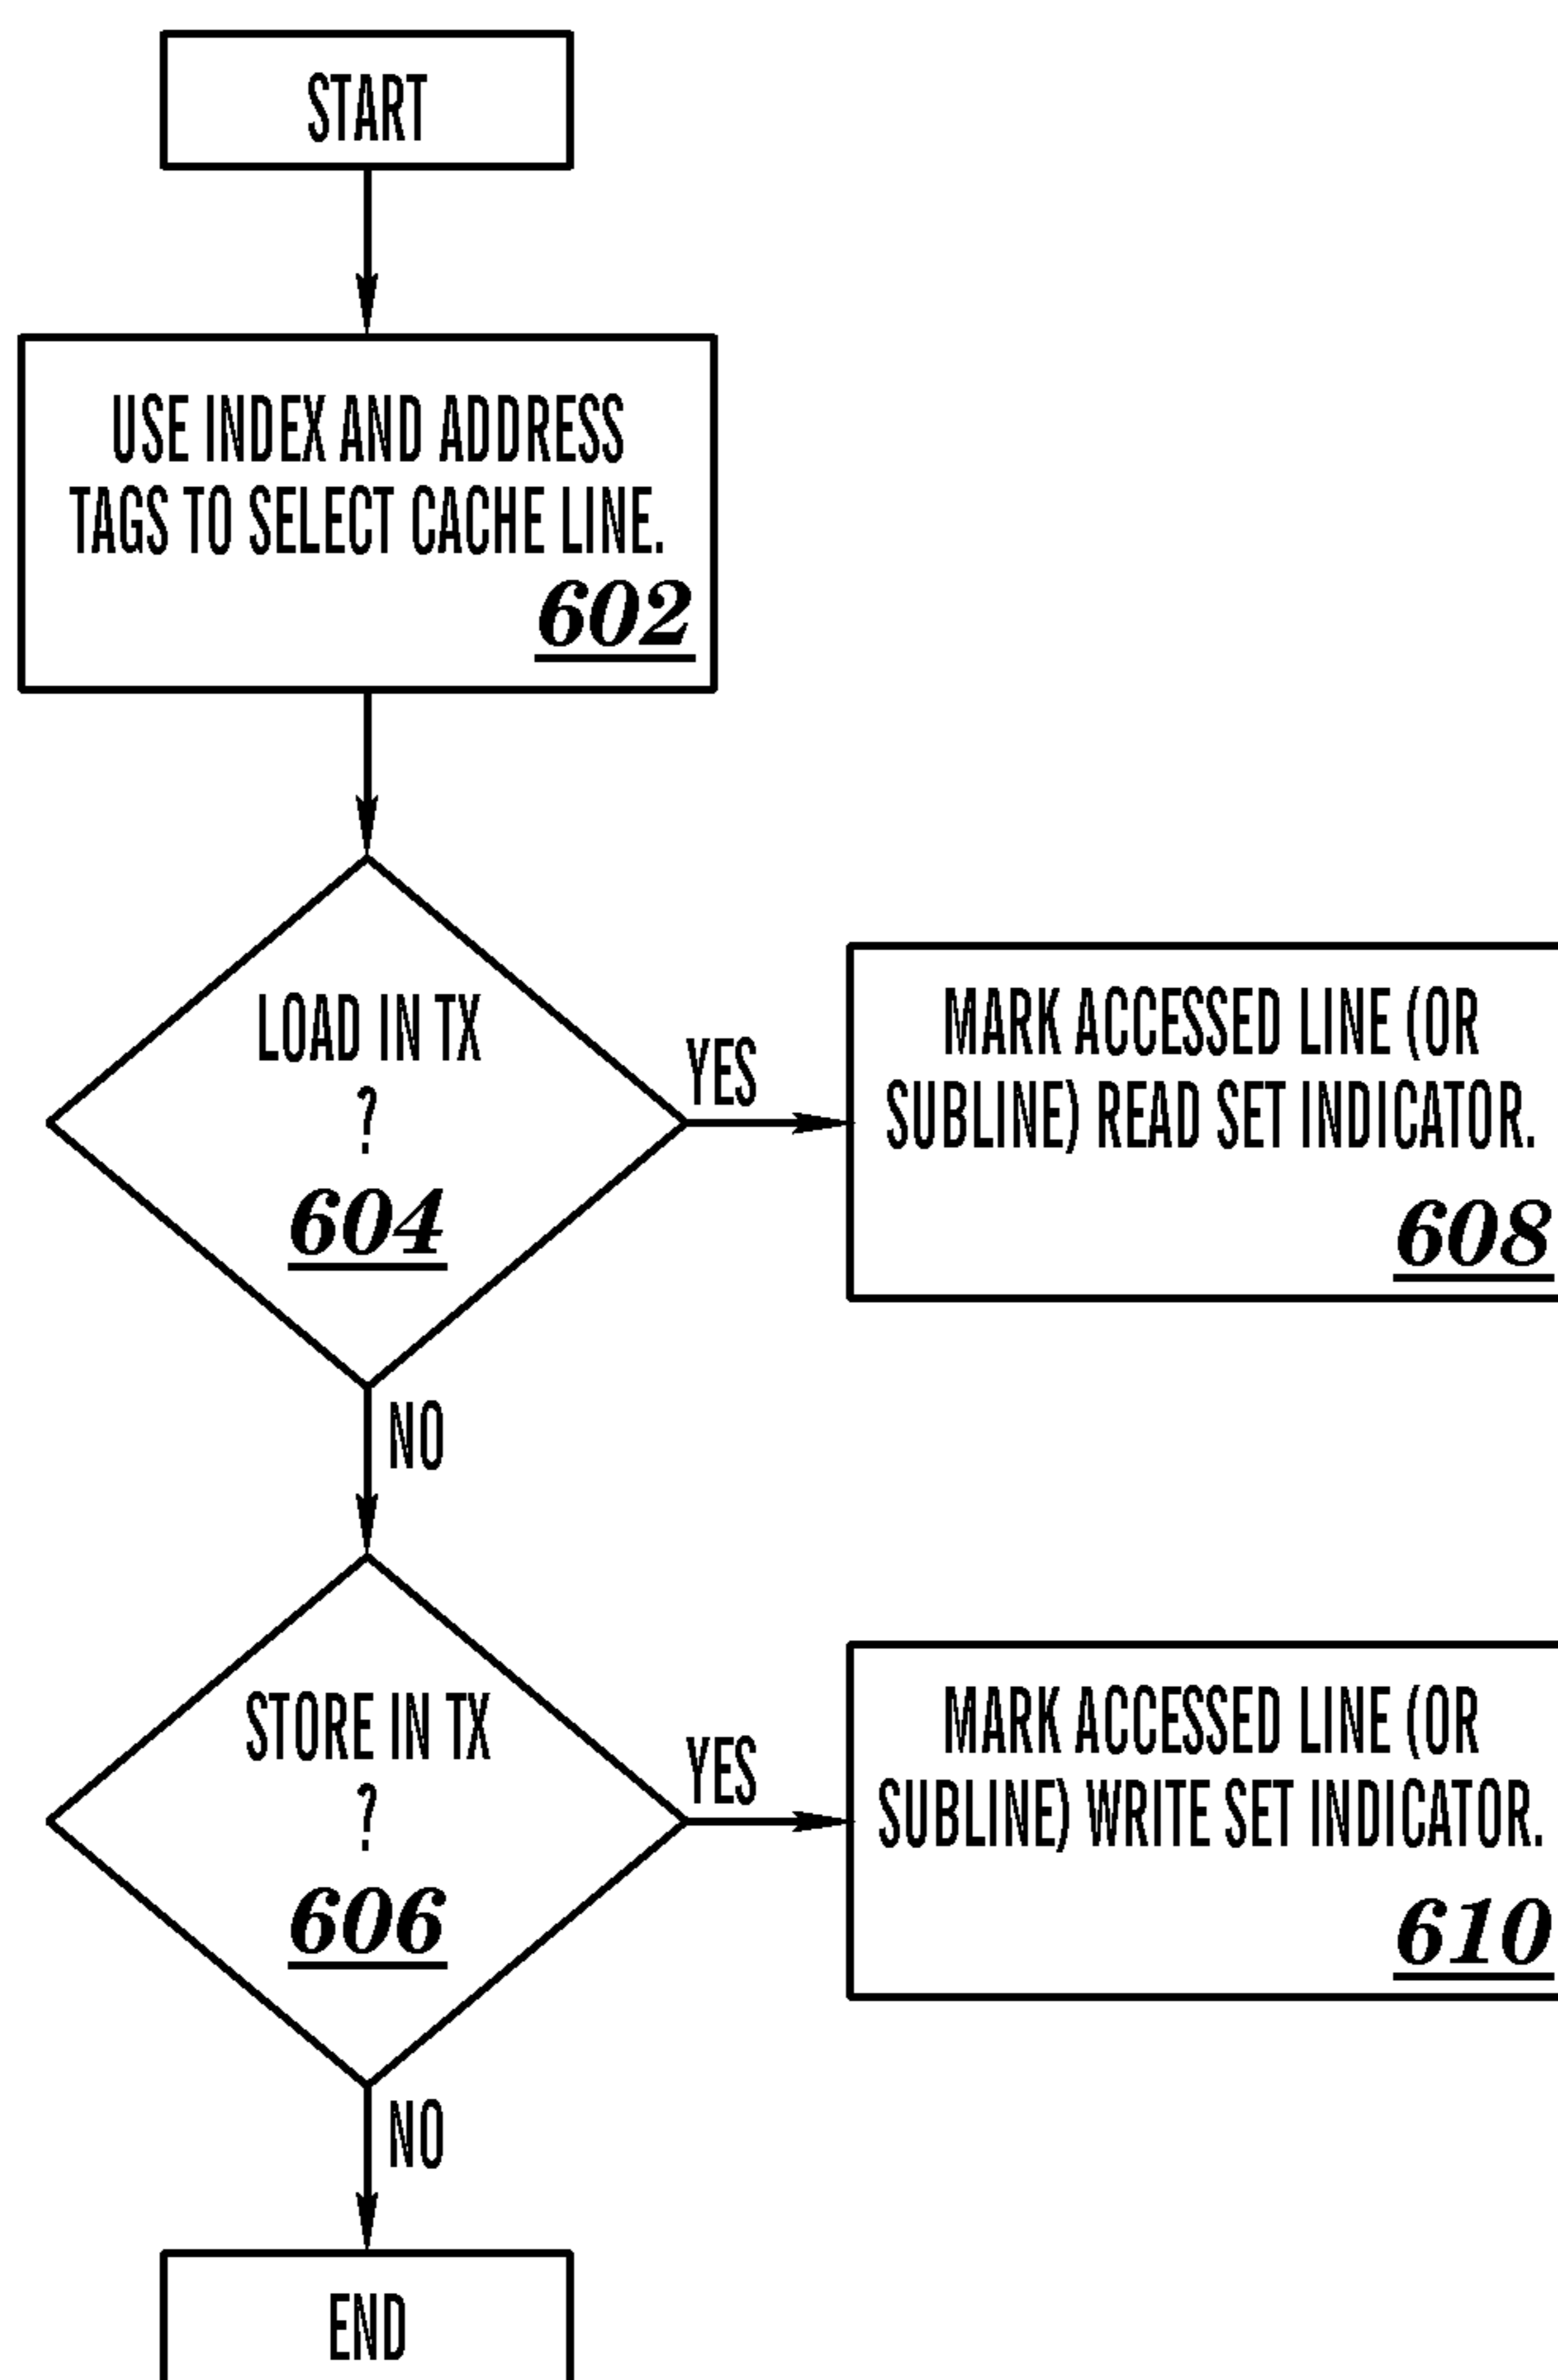 START
USE INDEX AND ADDRESS
TAGS TO SELECT CACHE LINE.
602
LOAD IN TX
?
604
YES
MARK ACCESSED LINE (OR
SUBLINE) READ SET INDICATOR.
608
NO
STORE IN TX
?
606
YES
MARK ACCESSED LINE (OR
SUBLINE) WRITE SET INDICATOR.
610
NO
END